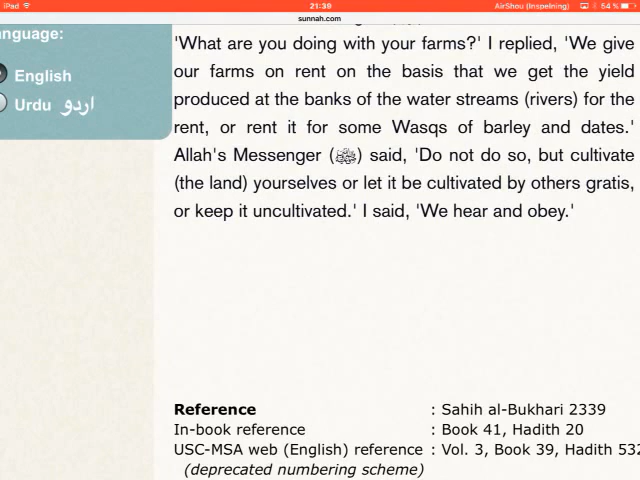 iPad 21:39 AirShou (Inspelning) 54 %
sunnah.com
anguage:
English
Urdu اردو
'What are you doing with your farms?' I replied, 'We give
our farms on rent on the basis that we get the yield
produced at the banks of the water streams (rivers) for the
rent, or rent it for some Wasqs of barley and dates.'
Allah's Messenger (ﷺ) said, 'Do not do so, but cultivate
(the land) yourselves or let it be cultivated by others gratis,
or keep it uncultivated.' I said, 'We hear and obey.'
Reference : Sahih al-Bukhari 2339
In-book reference : Book 41, Hadith 20
USC-MSA web (English) reference : Vol. 3, Book 39, Hadith 532
(deprecated numbering scheme)